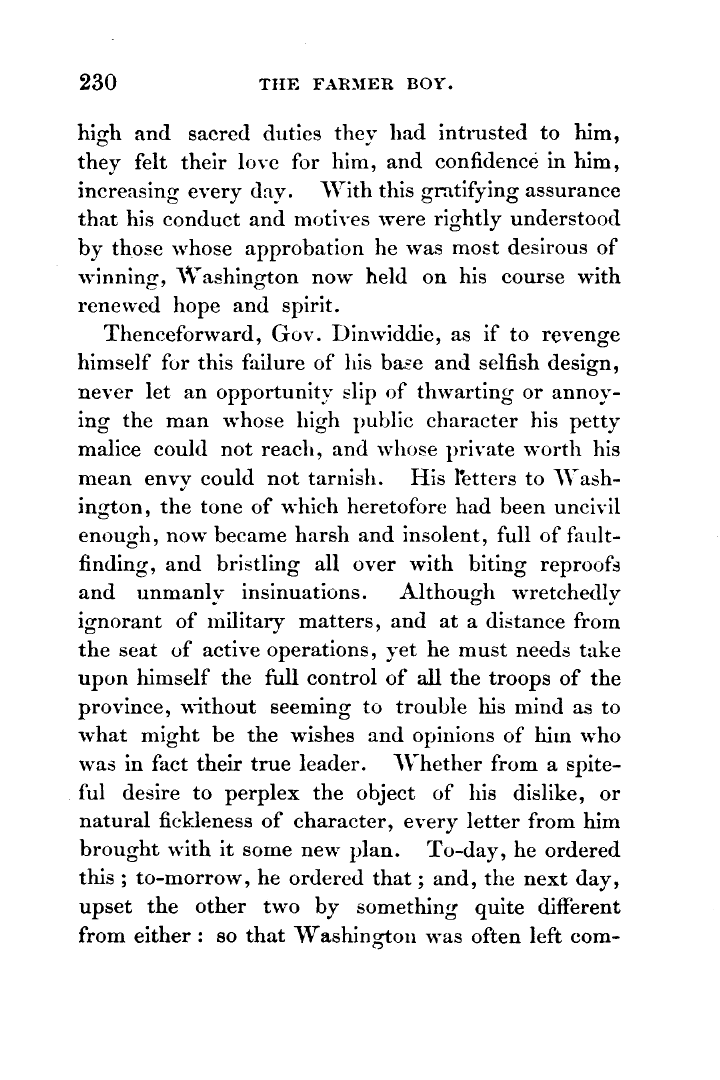 230 THE FARMER BOY.
high and sacred duties they had intrusted to him,
they felt their love for him, and confidence in him,
increasing every day. With this gratifying assurance
that his conduct and motives were rightly understood
by those whose approbation he was most desirous of
winning, Washington now held on his course with
renewed hope and spirit.
Thenceforward, Gov. Dinwiddie, as if to revenge
himself for this failure of his base and selfish design,
never let an opportunity slip of thwarting or annoy-
ing the man whose high public character his petty
malice could not reach, and whose private worth his
mean envy could not tarnish. His letters to Wash-
ington, the tone of which heretofore had been uncivil
enough, now became harsh and insolent, full of fault-
finding, and bristling all over with biting reproofs
and unmanly insinuations. Although wretchedly
ignorant of military matters, and at a distance from
the seat of active operations, yet he must needs take
upon himself the full control of all the troops of the
province, without seeming to trouble his mind as to
what might be the wishes and opinions of him who
was in fact their true leader. Whether from a spite-
ful desire to perplex the object of his dislike, or
natural fickleness of character, every letter from him
brought with it some new plan. To-day, he ordered
this ; to-morrow, he ordered that ; and, the next day,
upset the other two by something quite different
from either : so that Washington was often left com-